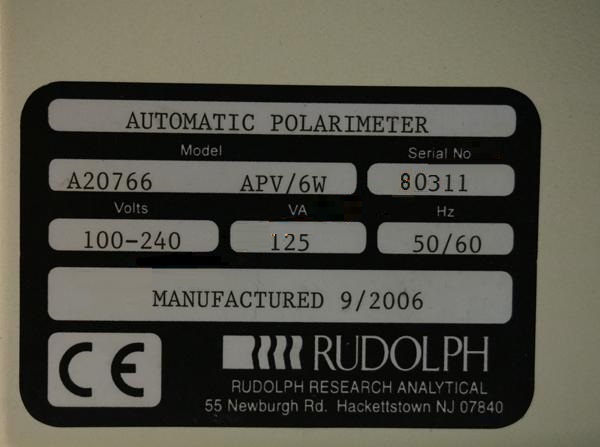 AUTOMATIC POLARIMETER
Model Serial No
A20766 APV/6W 80311
Volts VA Hz
100-240 125 50/60
MANUFACTURED 9/2006
CE RUDOLPH
RUDOLPH RESEARCH ANALYTICAL
55 Newburgh Rd. Hackettstown NJ 07840